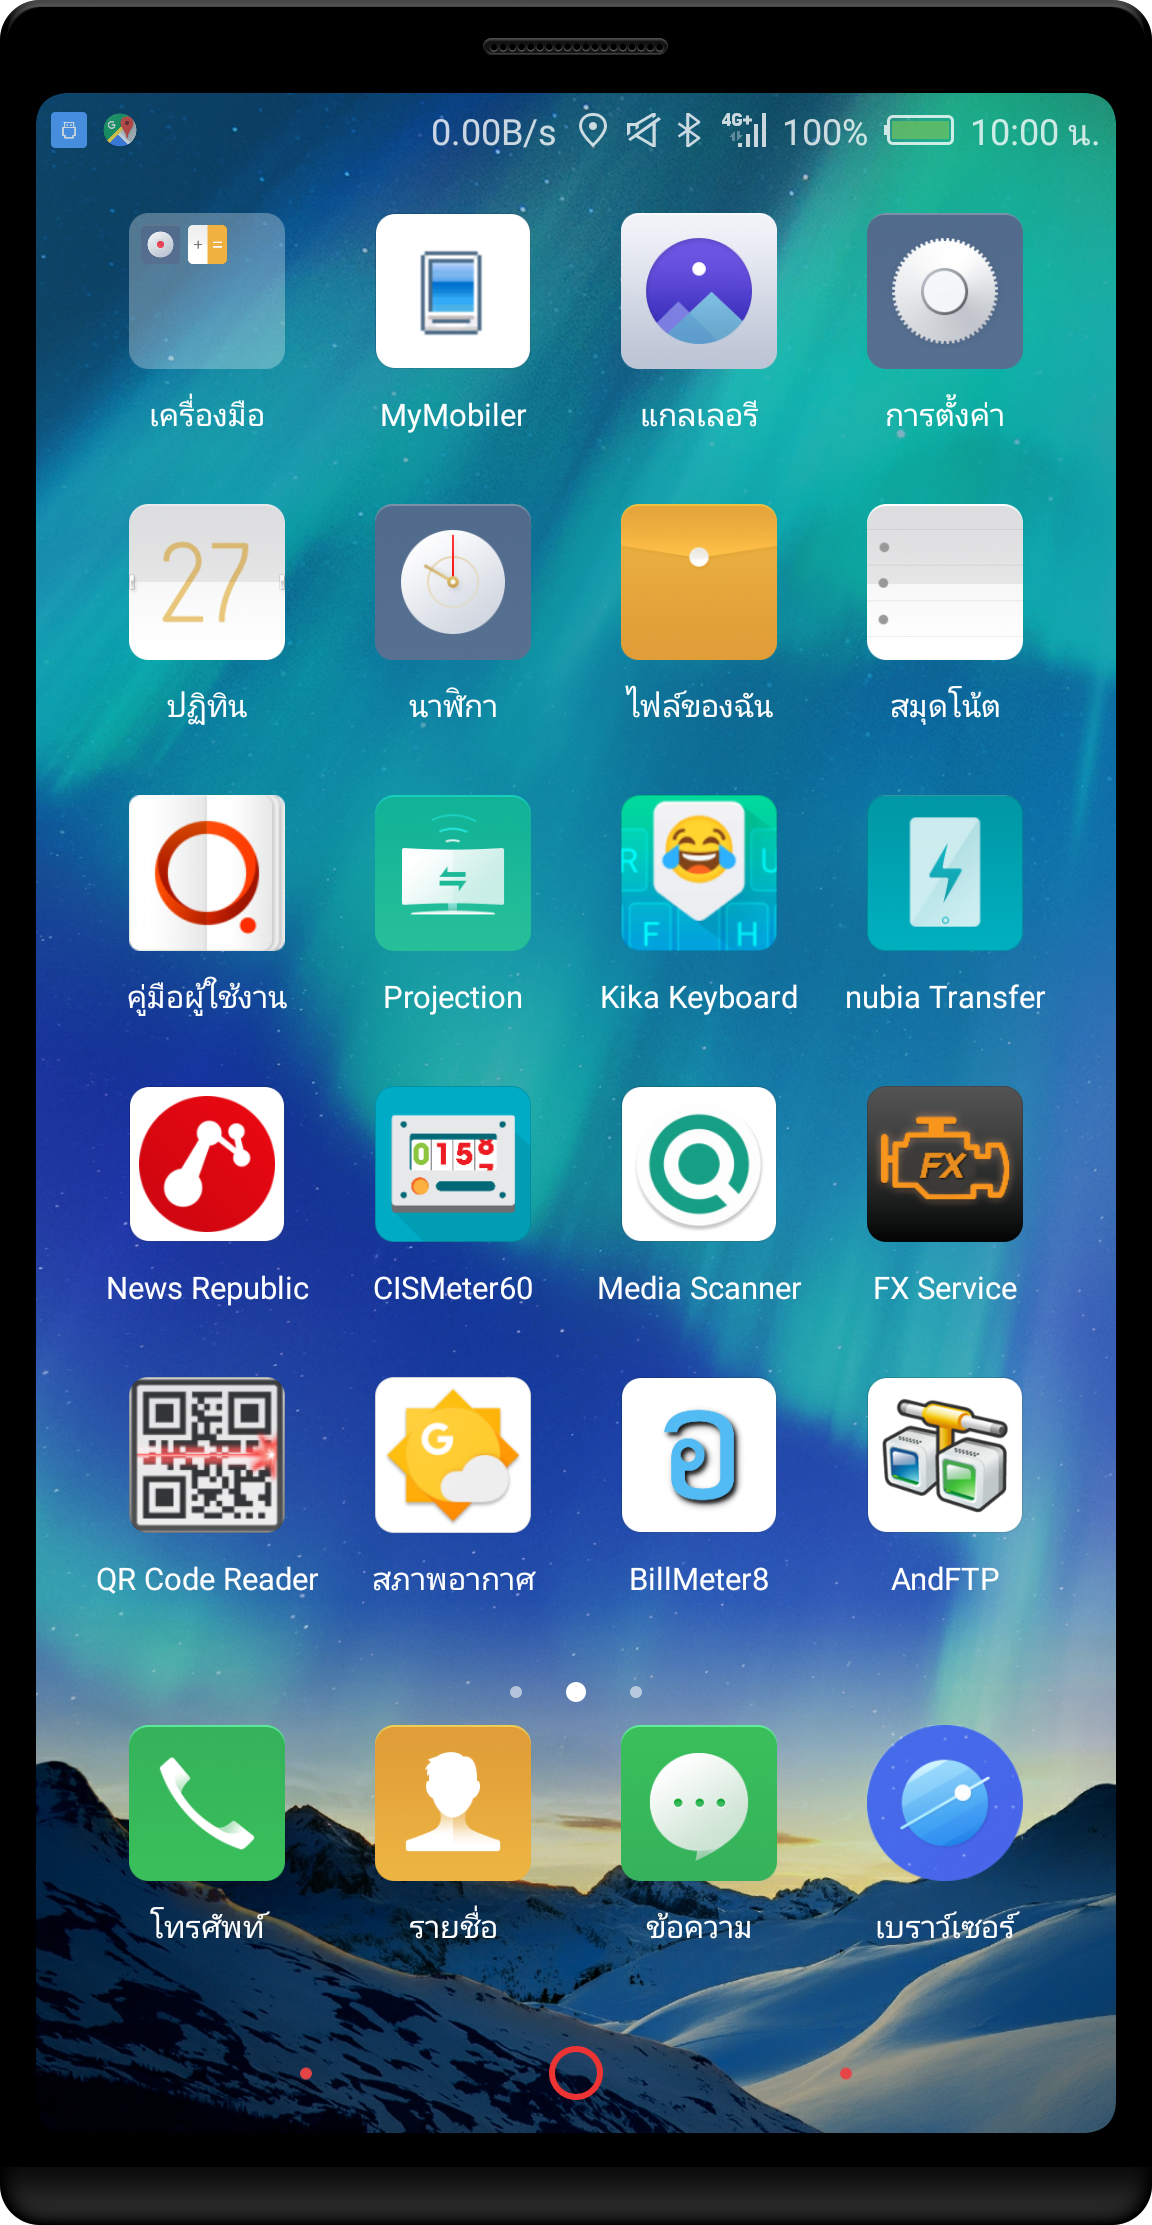 0.00B/s 4G+ 100% 10:00 น.
เครื่องมือ MyMobiler แกลเลอรี การตั้งค่า
27
ปฏิทิน นาฬิกา ไฟล์ของฉัน สมุดโน้ต
R U
F H
คู่มือผู้ใช้งาน Projection Kika Keyboard nubia Transfer
015 FX
News Republic CISMeter60 Media Scanner FX Service
G อ
QR Code Reader สภาพอากาศ BillMeter8 AndFTP
โทรศัพท์ รายชื่อ ข้อความ เบราว์เซอร์